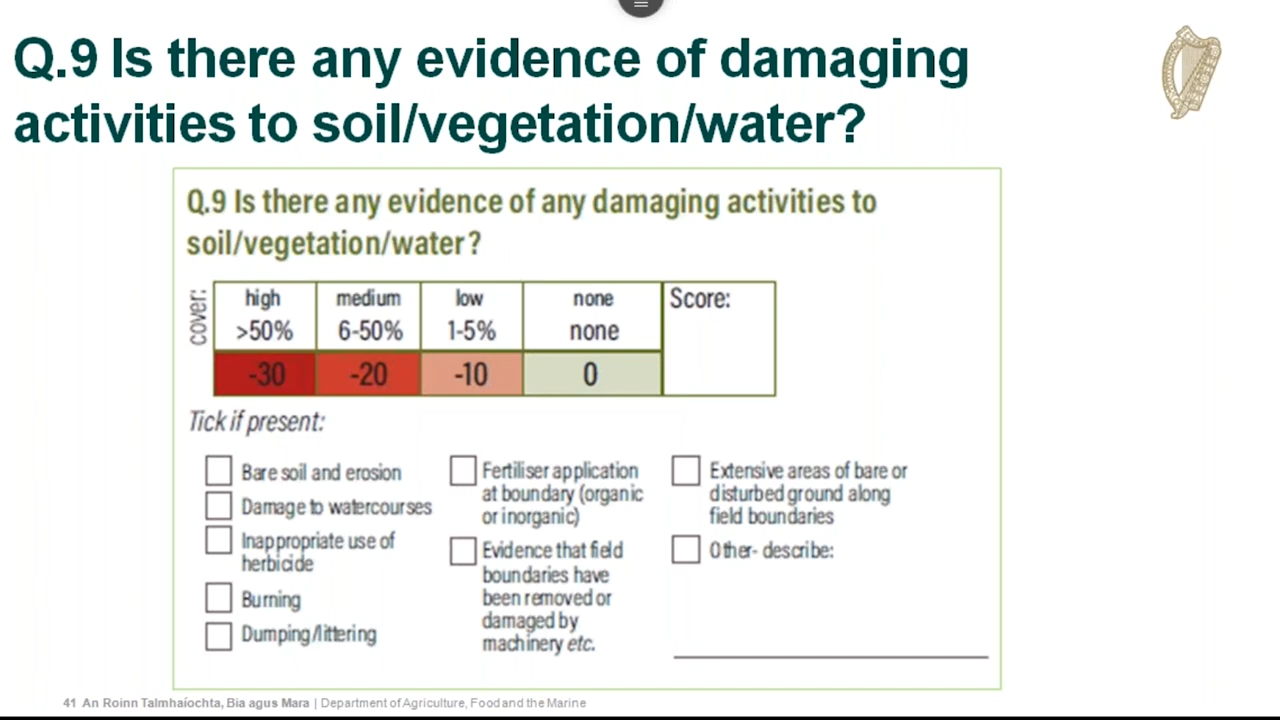 Q.9 Is there any evidence of damaging
activities to soil/vegetation/water?
Q.9 Is there any evidence of any damaging activities to
soil/vegetation/water?
cover:
high medium low none Score:
>50% 6-50% 1-5% none
-30 -20 -10 0
Tick if present:
Bare soil and erosion
Damage to watercourses
Inappropriate use of
herbicide
Burning
Dumping/littering
Fertiliser application
at boundary (organic
or inorganic)
Evidence that field
boundaries have
been removed or
damaged by
machinery etc.
Extensive areas of bare or
disturbed ground along
field boundaries
Other- describe:
41 An Roinn Talmhaíochta, Bia agus Mara | Department of Agriculture, Food and the Marine